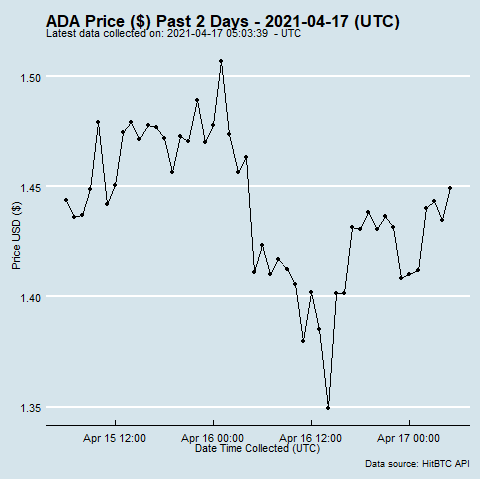 ADA Price ($) Past 2 Days - 2021-04-17 (UTC)
Latest data collected on: 2021-04-17 05:03:39  - UTC
1.50
1.45
1.40
1.35
Price USD ($)
Apr 15 12:00
Apr 16 00:00
Apr 16 12:00
Apr 17 00:00
Date Time Collected (UTC)
Data source: HitBTC API